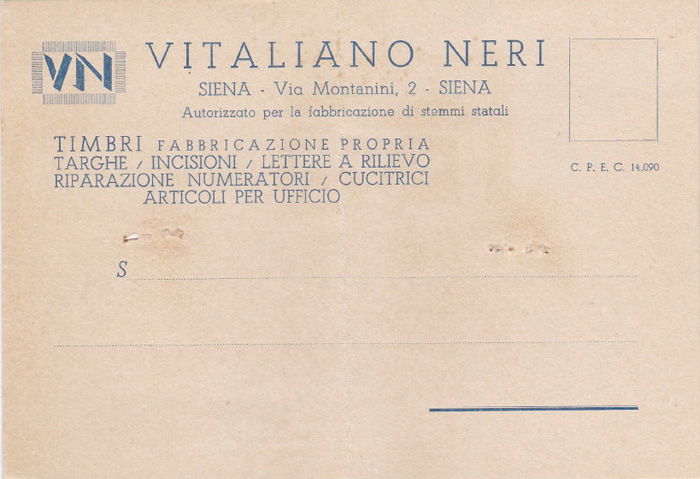 VN
VITALIANO NERI
SIENA - Via Montanini, 2 - SIENA
Autorizzato per la fabbricazione di stemmi statali
TIMBRI FABBRICAZIONE PROPRIA
TARGHE / INCISIONI / LETTERE A RILIEVO
RIPARAZIONE NUMERATORI / CUCITRICI
ARTICOLI PER UFFICIO
C. P. E. C. 14.090
S